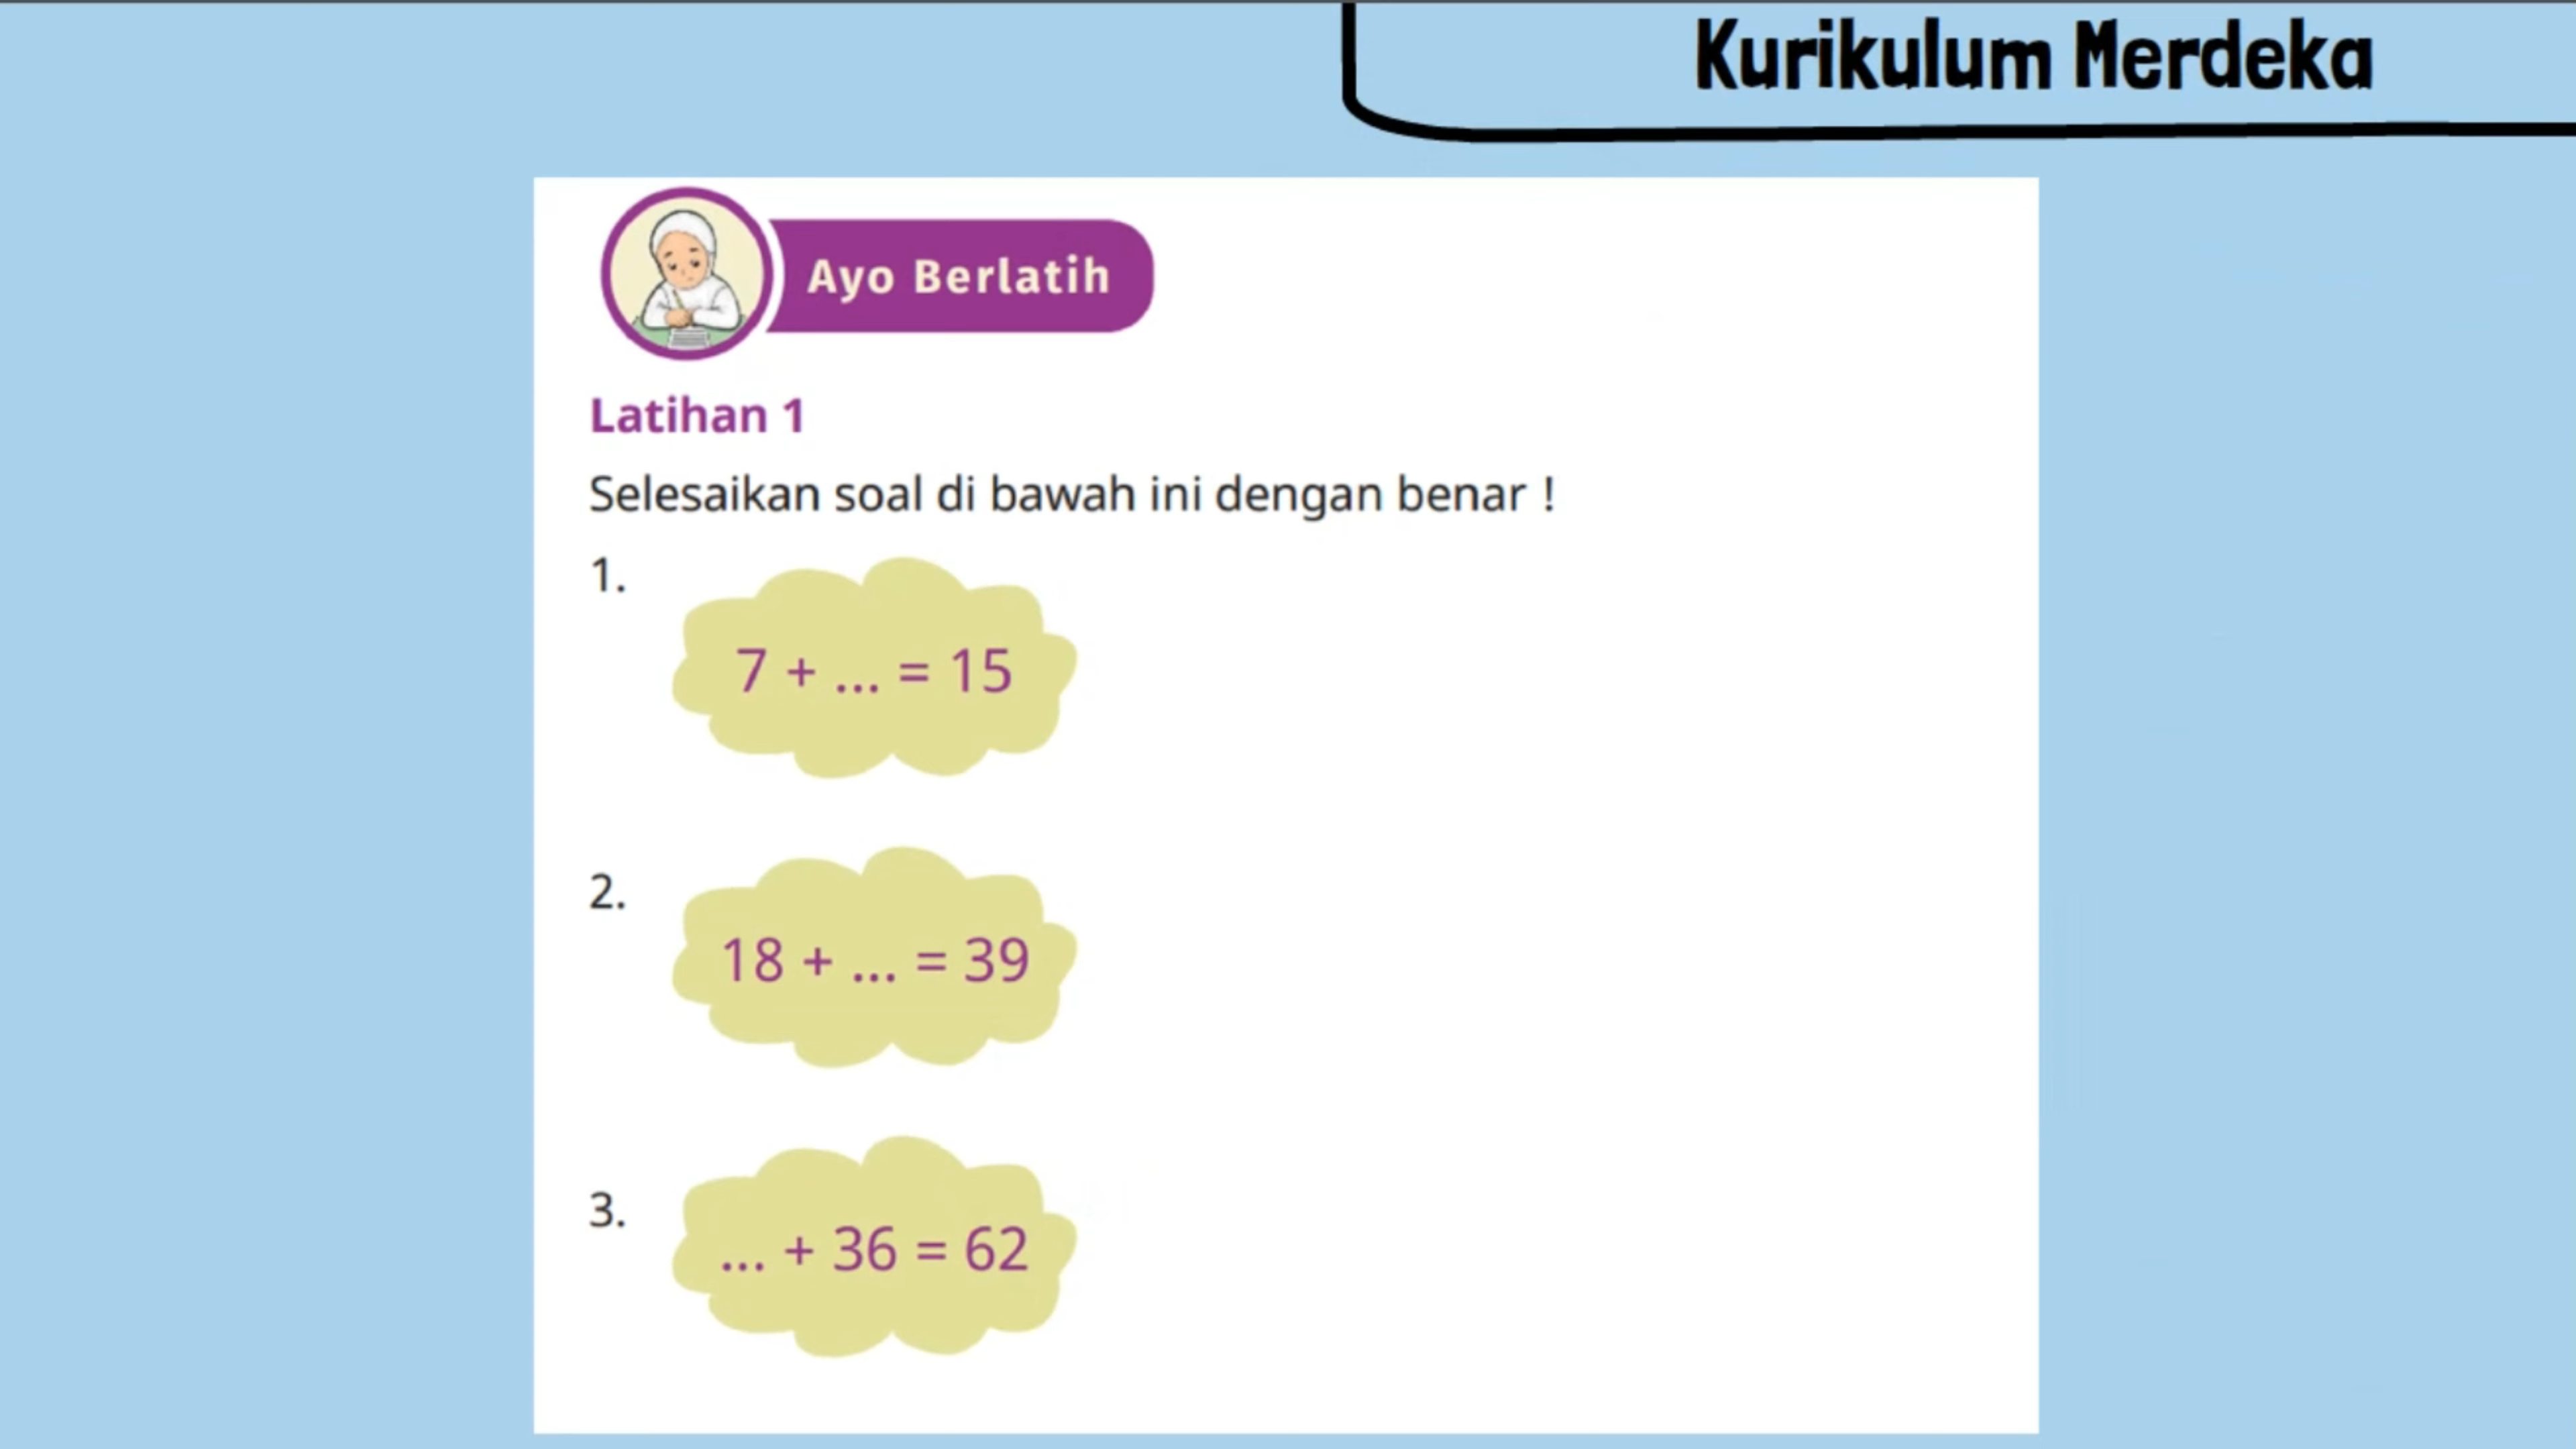 Kurikulum Merdeka
Ayo Berlatih
Latihan 1
Selesaikan soal di bawah ini dengan benar !
1.
7 + ... = 15
2.
18 + ... = 39
3.
... + 36 = 62